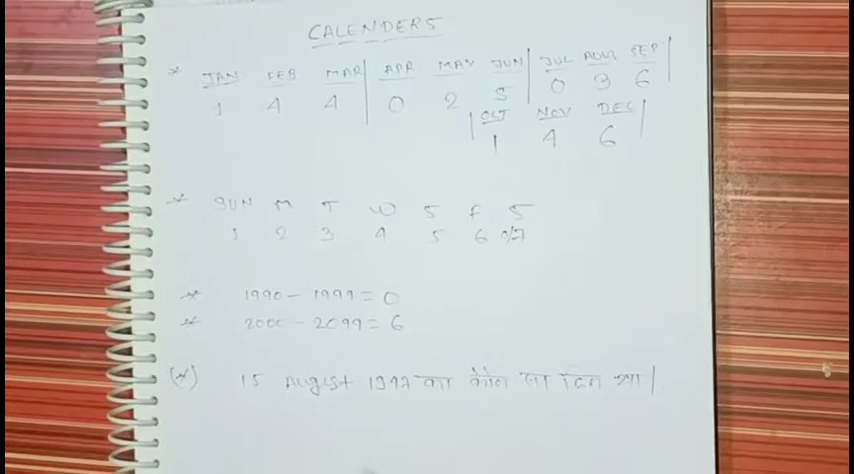 CALENDERS
* JAN FEB MAR | APR MAY JUN | JUL AUG SEP |
1 4 4 | 0 2 5 | 0 3 6 |
| OCT NOV DEC |
1 4 6
* SUN M T W S F S
1 2 3 4 5 6 0/7
* 1990 - 1999 = 0
* 2000 - 2099 = 6
(*) 15 August 1947 का कौन सा दिन था |